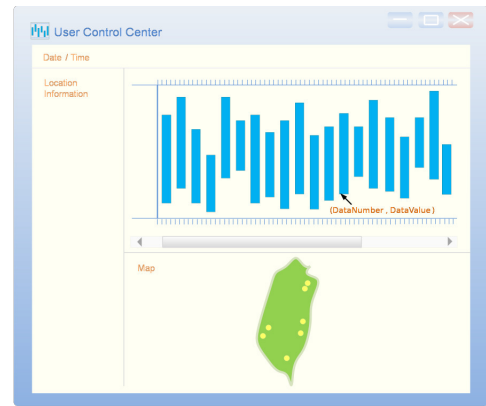 User Control Center
Date / Time
Location
Information
(DataNumber , DataValue)
Map